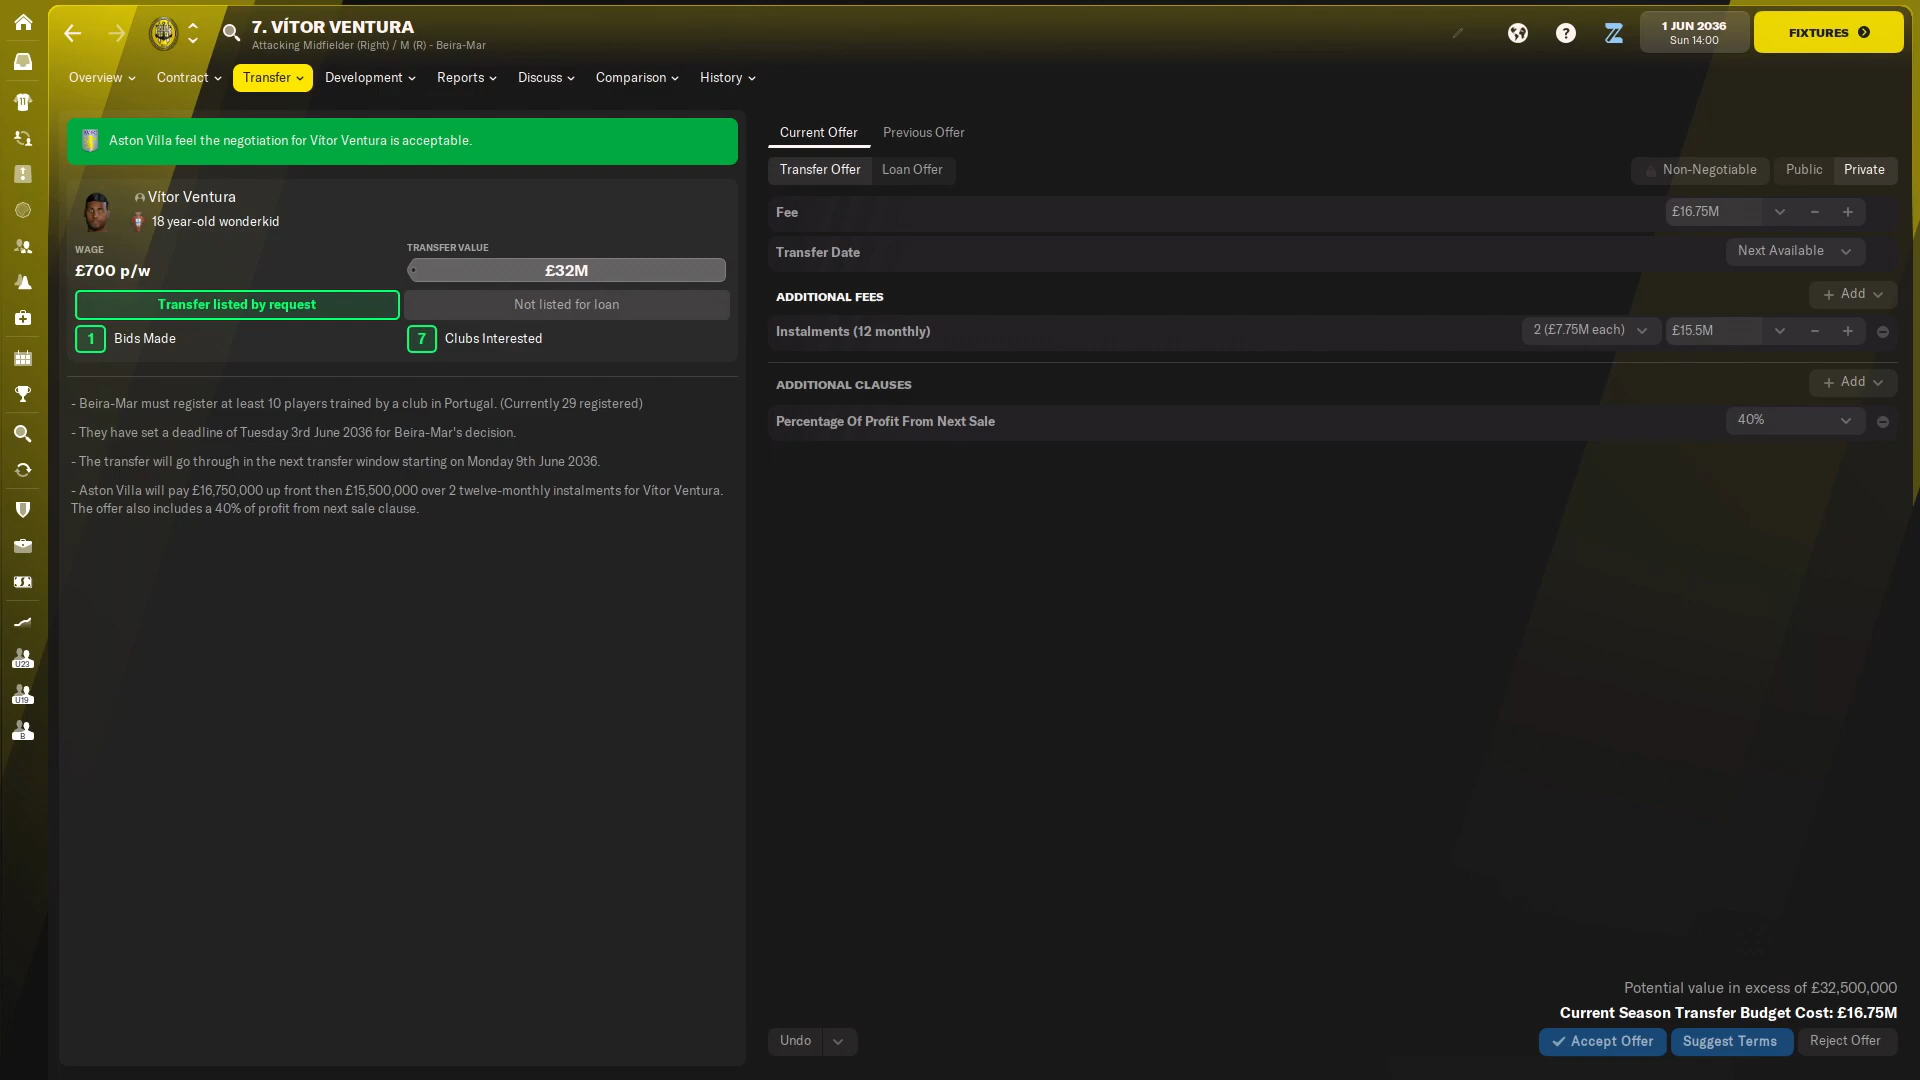 7. VÍTOR VENTURA
Attacking Midfielder (Right) / M (R) - Beira-Mar
1 JUN 2036
Sun 14:00
FIXTURES
Overview
Contract
Transfer
Development
Reports
Discuss
Comparison
History
Aston Villa feel the negotiation for Vítor Ventura is acceptable.
Vítor Ventura
18 year-old wonderkid
WAGE
£700 p/w
TRANSFER VALUE
£32M
Transfer listed by request
Not listed for loan
1 Bids Made
7 Clubs Interested
- Beira-Mar must register at least 10 players trained by a club in Portugal. (Currently 29 registered)
- They have set a deadline of Tuesday 3rd June 2036 for Beira-Mar's decision.
- The transfer will go through in the next transfer window starting on Monday 9th June 2036.
- Aston Villa will pay £16,750,000 up front then £15,500,000 over 2 twelve-monthly instalments for Vítor Ventura.
The offer also includes a 40% of profit from next sale clause.
Current Offer
Previous Offer
Transfer Offer
Loan Offer
Non-Negotiable
Public
Private
Fee
£16.75M
Transfer Date
Next Available
ADDITIONAL FEES
Add
Instalments (12 monthly)
2 (£7.75M each)
£15.5M
ADDITIONAL CLAUSES
Add
Percentage Of Profit From Next Sale
40%
Potential value in excess of £32,500,000
Current Season Transfer Budget Cost: £16.75M
Undo
Accept Offer
Suggest Terms
Reject Offer
U23
U19
B